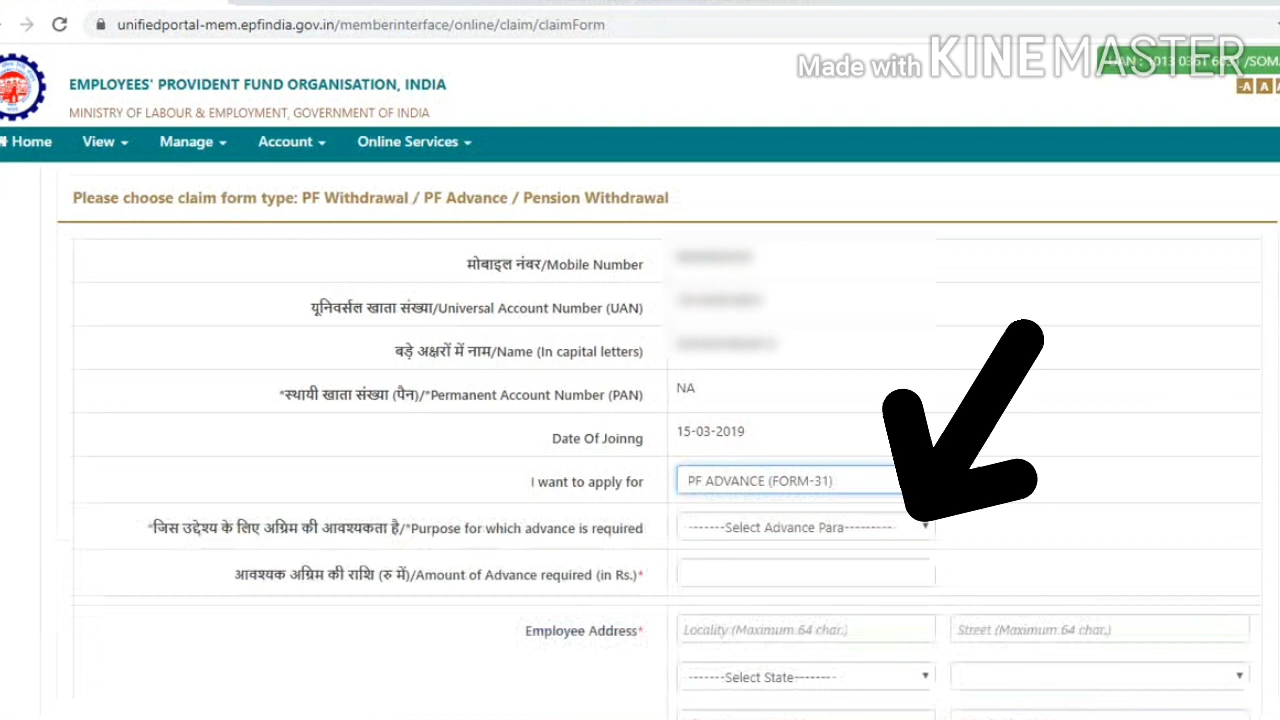 unifiedportal-mem.epfindia.gov.in/memberinterface/online/claim/claimForm
Made with KINEMASTER
EMPLOYEES' PROVIDENT FUND ORGANISATION, INDIA
MINISTRY OF LABOUR & EMPLOYMENT, GOVERNMENT OF INDIA
-A A
Home View Manage Account Online Services
Please choose claim form type: PF Withdrawal / PF Advance / Pension Withdrawal
मोबाइल नंबर/Mobile Number
यूनिवर्सल खाता संख्या/Universal Account Number (UAN)
बड़े अक्षरों में नाम/Name (In capital letters)
*स्थायी खाता संख्या (पैन)/*Permanent Account Number (PAN) NA
Date Of Joinng 15-03-2019
I want to apply for PF ADVANCE (FORM-31)
*जिस उद्देश्य के लिए अग्रिम की आवश्यकता है/*Purpose for which advance is required -------Select Advance Para---------
आवश्यक अग्रिम की राशि (रु में)/Amount of Advance required (in Rs.)*
Employee Address* Locality (Maximum 64 char.) Street (Maximum 64 char.)
-------Select State--------